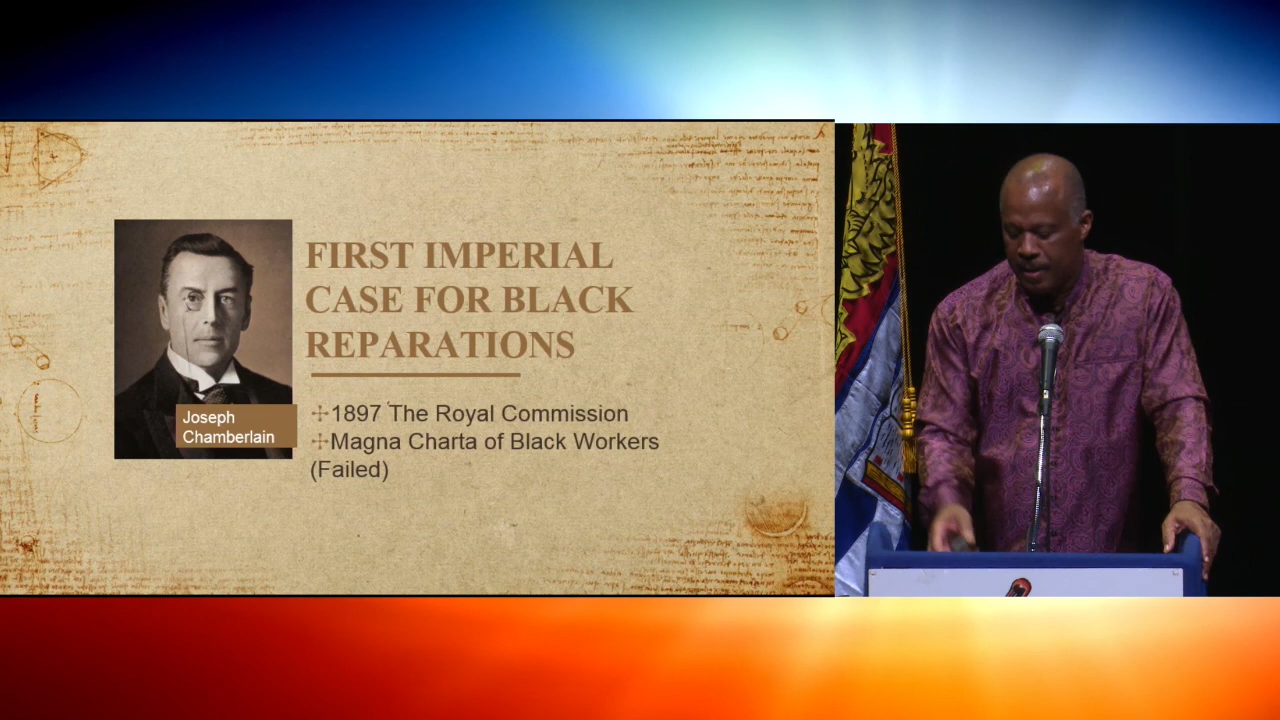 FIRST IMPERIAL
CASE FOR BLACK
REPARATIONS
Joseph
Chamberlain
1897 The Royal Commission
Magna Charta of Black Workers
(Failed)